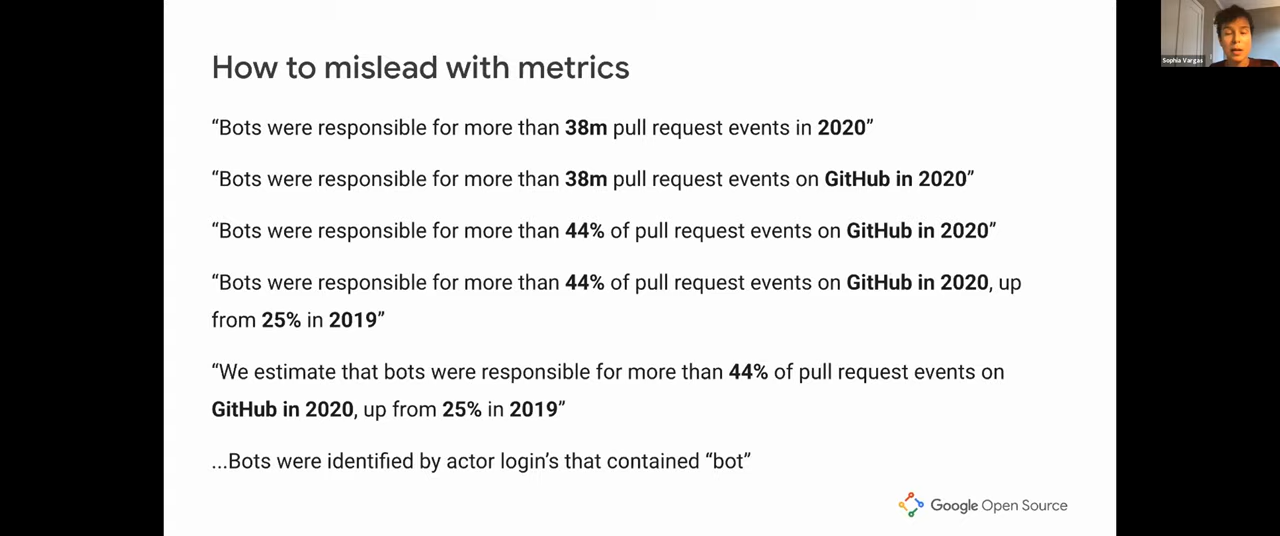 How to mislead with metrics
“Bots were responsible for more than 38m pull request events in 2020”
“Bots were responsible for more than 38m pull request events on GitHub in 2020”
“Bots were responsible for more than 44% of pull request events on GitHub in 2020”
“Bots were responsible for more than 44% of pull request events on GitHub in 2020, up
from 25% in 2019”
“We estimate that bots were responsible for more than 44% of pull request events on
GitHub in 2020, up from 25% in 2019”
...Bots were identified by actor login’s that contained “bot”
Google Open Source
Sophia Vargas